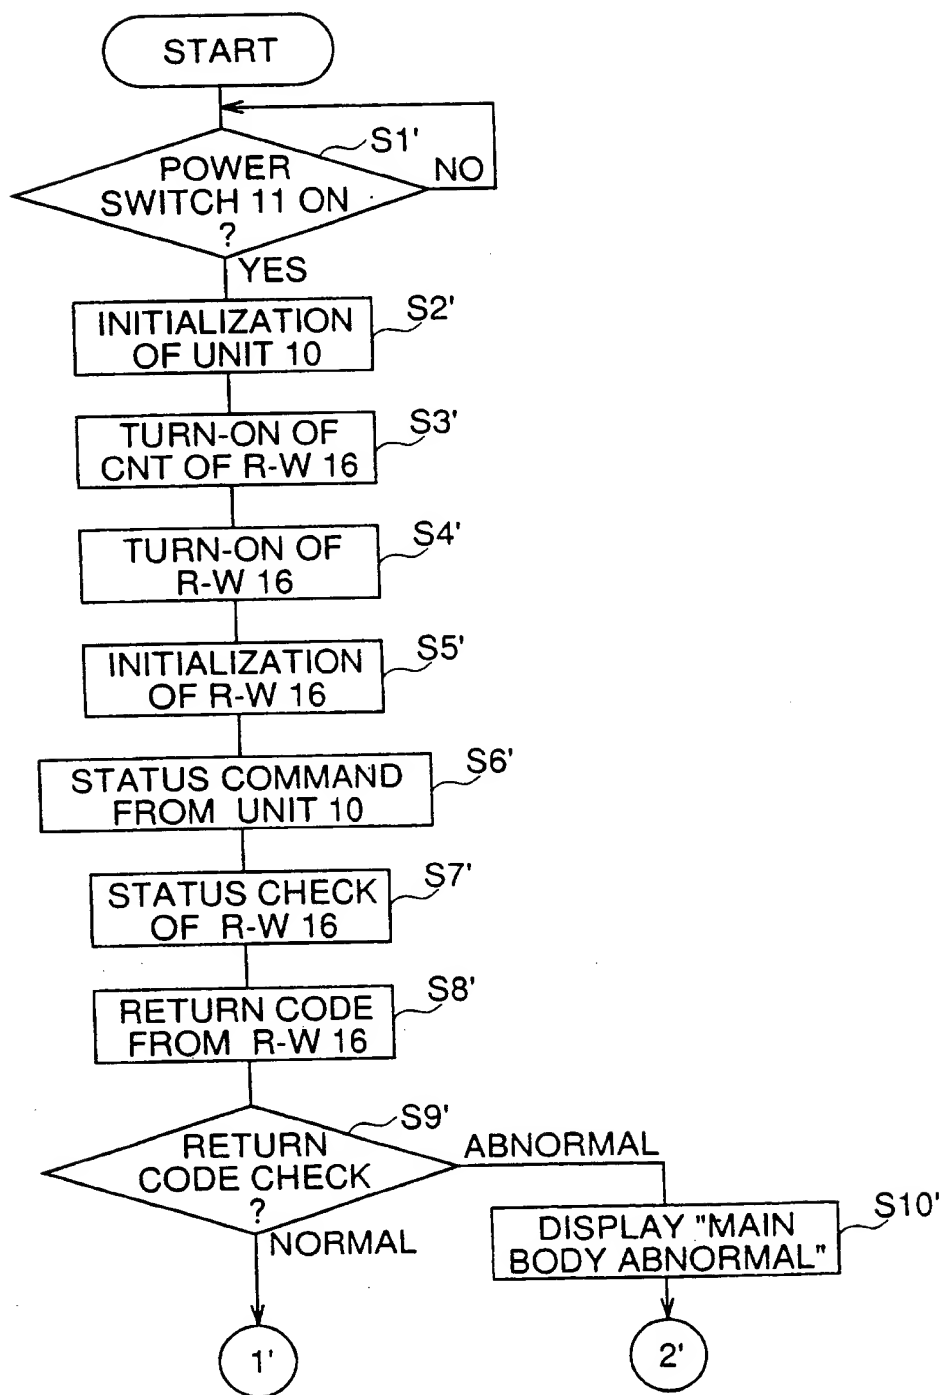 START
S1'
POWER
SWITCH 11 ON
?
NO
YES
S2'
INITIALIZATION
OF UNIT 10
S3'
TURN-ON OF
CNT OF R-W 16
S4'
TURN-ON OF
R-W 16
S5'
INITIALIZATION
OF R-W 16
S6'
STATUS COMMAND
FROM UNIT 10
S7'
STATUS CHECK
OF R-W 16
S8'
RETURN CODE
FROM R-W 16
S9'
RETURN
CODE CHECK
?
ABNORMAL
NORMAL
S10'
DISPLAY "MAIN
BODY ABNORMAL"
1'
2'